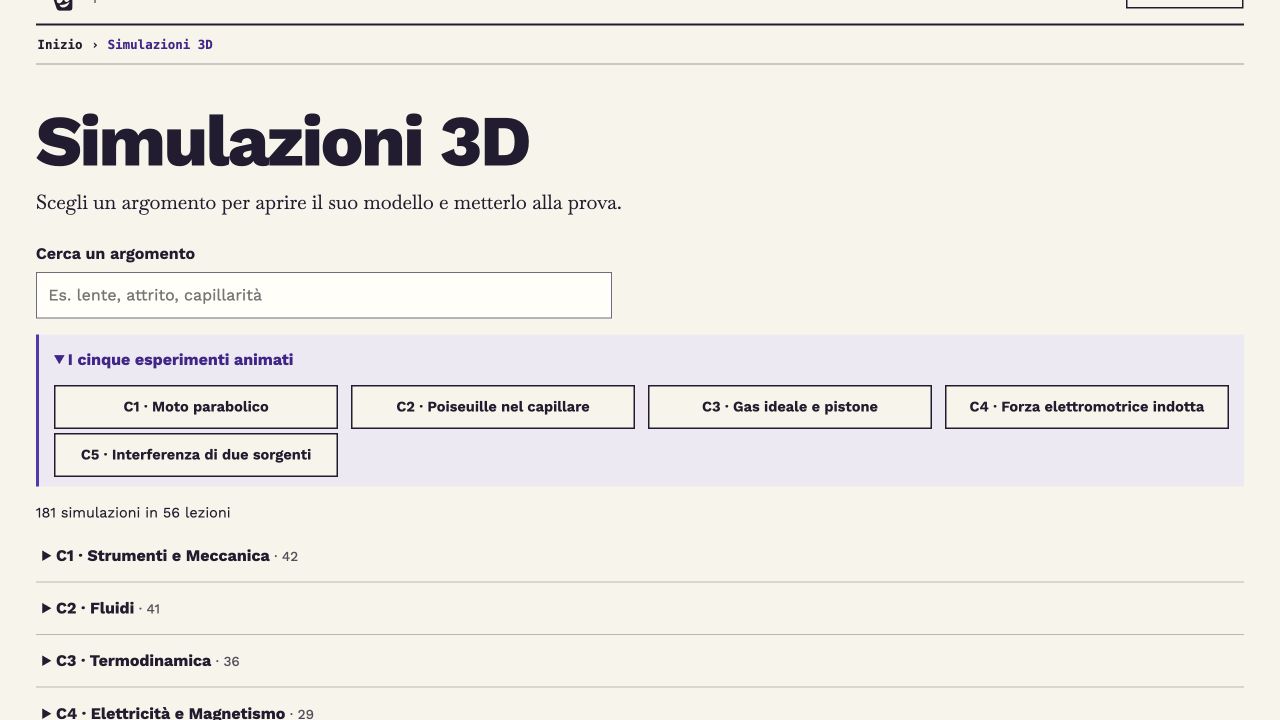 Inizio › Simulazioni 3D
Simulazioni 3D
Scegli un argomento per aprire il suo modello e metterlo alla prova.
Cerca un argomento
Es. lente, attrito, capillarità
▼ I cinque esperimenti animati
C1 · Moto parabolico
C2 · Poiseuille nel capillare
C3 · Gas ideale e pistone
C4 · Forza elettromotrice indotta
C5 · Interferenza di due sorgenti
181 simulazioni in 56 lezioni
▶ C1 · Strumenti e Meccanica · 42
▶ C2 · Fluidi · 41
▶ C3 · Termodinamica · 36
▶ C4 · Elettricità e Magnetismo · 29